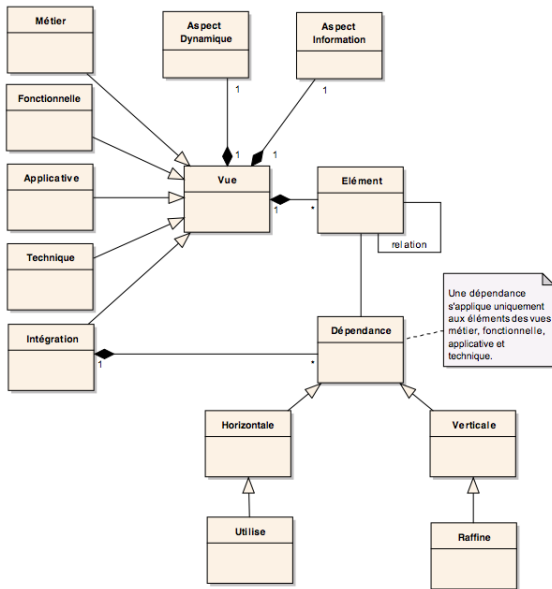 Métier
Aspect
Dynamique
Aspect
Information
Fonctionnelle
1
1
Applicative
1
1
Vue
Elément
1
*
relation
Technique
Une dépendance
s'applique uniquement
aux éléments des vues
métier, fonctionnelle,
applicative et
technique.
Intégration
1
Dépendance
*
Horizontale
Verticale
Utilise
Raffine